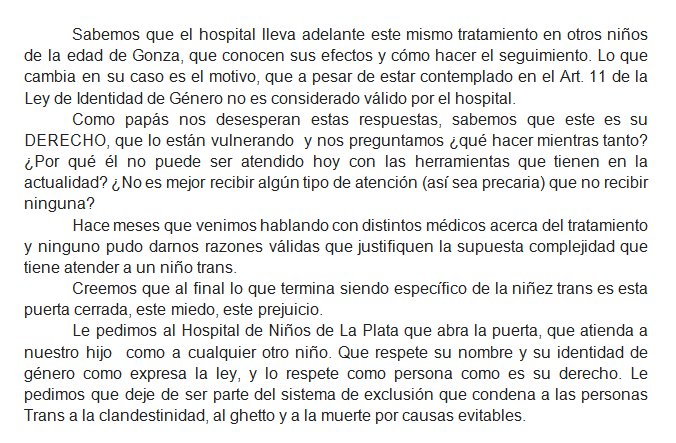 Sabemos que el hospital lleva adelante este mismo tratamiento en otros niños
de la edad de Gonza, que conocen sus efectos y cómo hacer el seguimiento. Lo que
cambia en su caso es el motivo, que a pesar de estar contemplado en el Art. 11 de la
Ley de Identidad de Género no es considerado válido por el hospital.
Como papás nos desesperan estas respuestas, sabemos que este es su
DERECHO, que lo están vulnerando y nos preguntamos ¿qué hacer mientras tanto?
¿Por qué él no puede ser atendido hoy con las herramientas que tienen en la
actualidad? ¿No es mejor recibir algún tipo de atención (así sea precaria) que no recibir
ninguna?
Hace meses que venimos hablando con distintos médicos acerca del tratamiento
y ninguno pudo darnos razones válidas que justifiquen la supuesta complejidad que
tiene atender a un niño trans.
Creemos que al final lo que termina siendo específico de la niñez trans es esta
puerta cerrada, este miedo, este prejuicio.
Le pedimos al Hospital de Niños de La Plata que abra la puerta, que atienda a
nuestro hijo como a cualquier otro niño. Que respete su nombre y su identidad de
género como expresa la ley, y lo respete como persona como es su derecho. Le
pedimos que deje de ser parte del sistema de exclusión que condena a las personas
Trans a la clandestinidad, al ghetto y a la muerte por causas evitables.